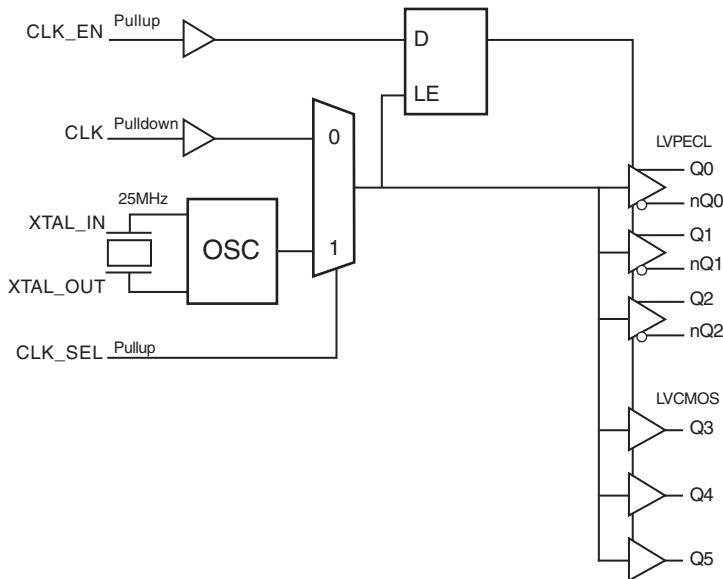 CLK_EN Pullup
D
LE
CLK Pulldown
0
LVPECL
Q0
nQ0
25MHz
XTAL_IN
OSC
1
XTAL_OUT
Q1
nQ1
Q2
nQ2
CLK_SEL Pullup
LVCMOS
Q3
Q4
Q5